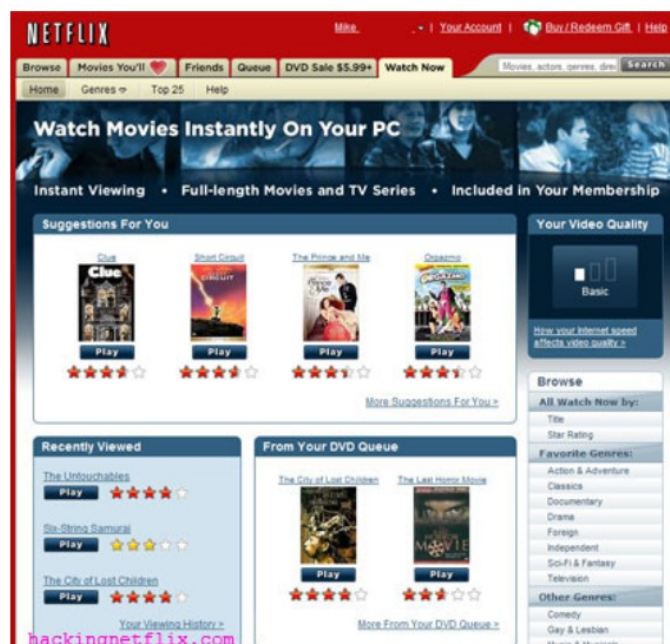 NETFLIX
Mike | Your Account | Buy / Redeem Gift | Help
Browse Movies You'll Friends Queue DVD Sale $5.99+ Watch Now
Movies, actors, genres, dire Search
Home Genres Top 25 Help
Watch Movies Instantly On Your PC
Instant Viewing • Full-length Movies and TV Series • Included in Your Membership
Suggestions For You
Clue
Short Circuit
The Prince and Me
Orgazmo
Clue
CIRCUIT
Prince & Me
ORGAZMO
Play
Play
Play
Play
More Suggestions For You >
Your Video Quality
Basic
How your internet speed
affects video quality >
Recently Viewed
The Untouchables
Play
Six-String Samurai
Play
The City of Lost Children
Play
Your Viewing History >
From Your DVD Queue
The City of Lost Children
The Last Horror Movie
MOVIE
Play
Play
More From Your DVD Queue >
Browse
All Watch Now by:
Title
Star Rating
Favorite Genres:
Action & Adventure
Classics
Documentary
Drama
Foreign
Independent
Sci-Fi & Fantasy
Television
Other Genres:
Comedy
Gay & Lesbian
hackingnetflix.com